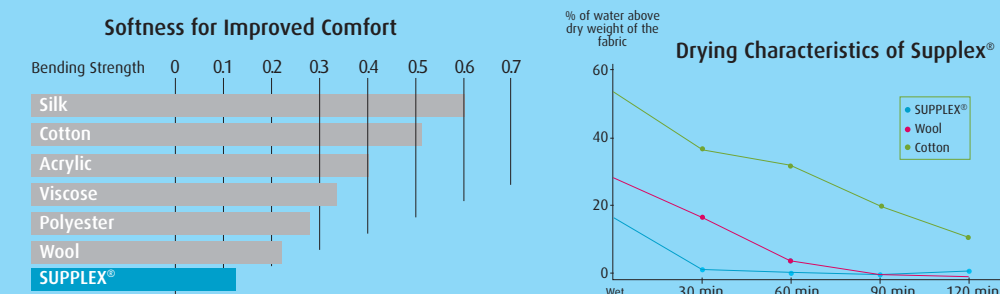 Softness for Improved Comfort
Bending Strength 0 0.1 0.2 0.3 0.4 0.5 0.6 0.7
Silk
Cotton
Acrylic
Viscose
Polyester
Wool
SUPPLEX®
% of water above
dry weight of the
fabric
Drying Characteristics of Supplex®
60
40
20
0
SUPPLEX®
Wool
Cotton
Wet 30 min 60 min 90 min 120 min